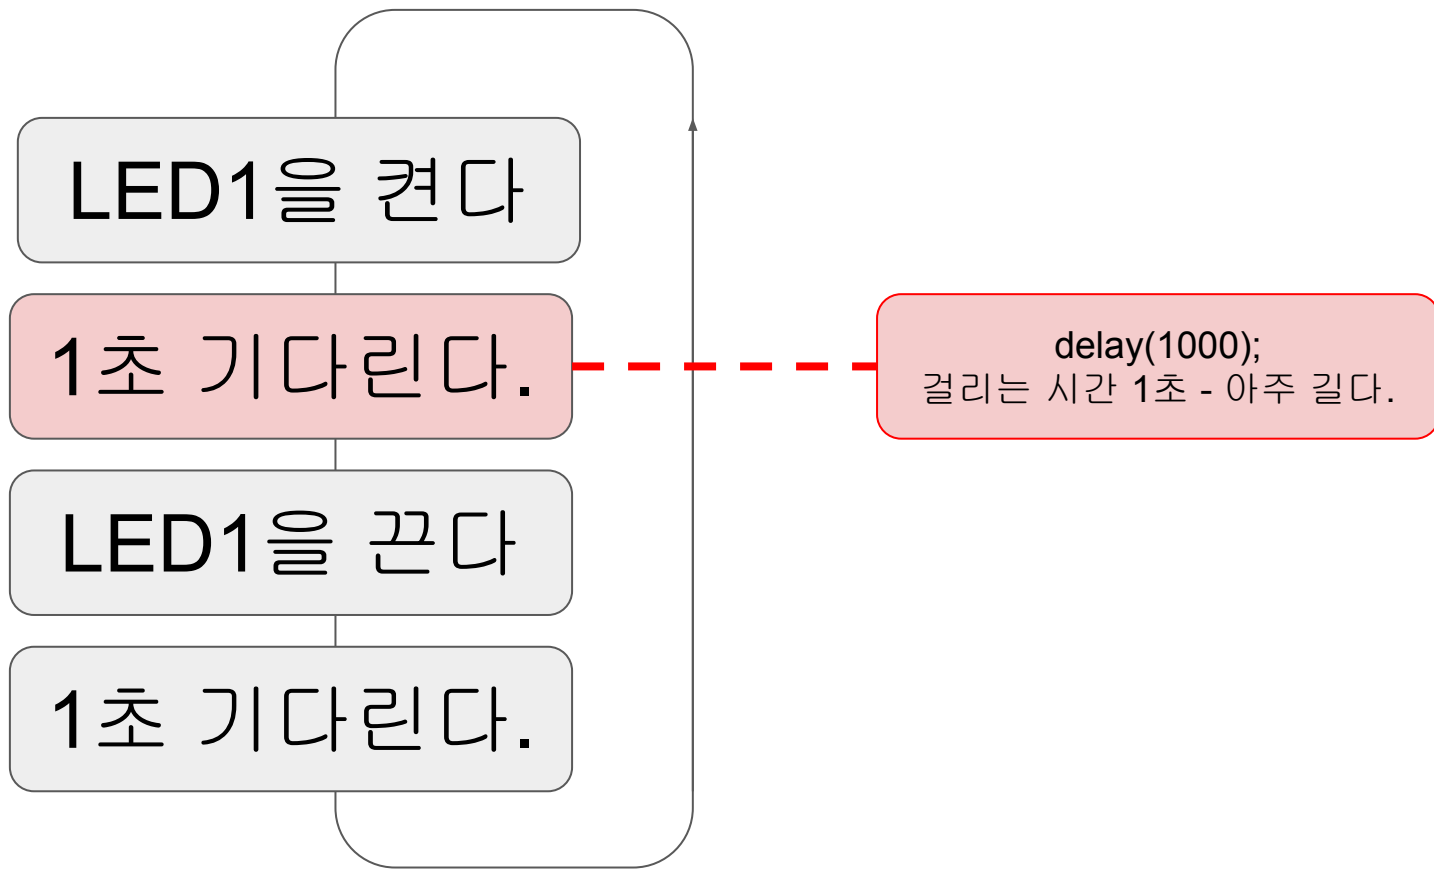 LED1을 켠다
1초 기다린다.
delay(1000);
걸리는 시간 1초 - 아주 길다.
LED1을 끈다
1초 기다린다.